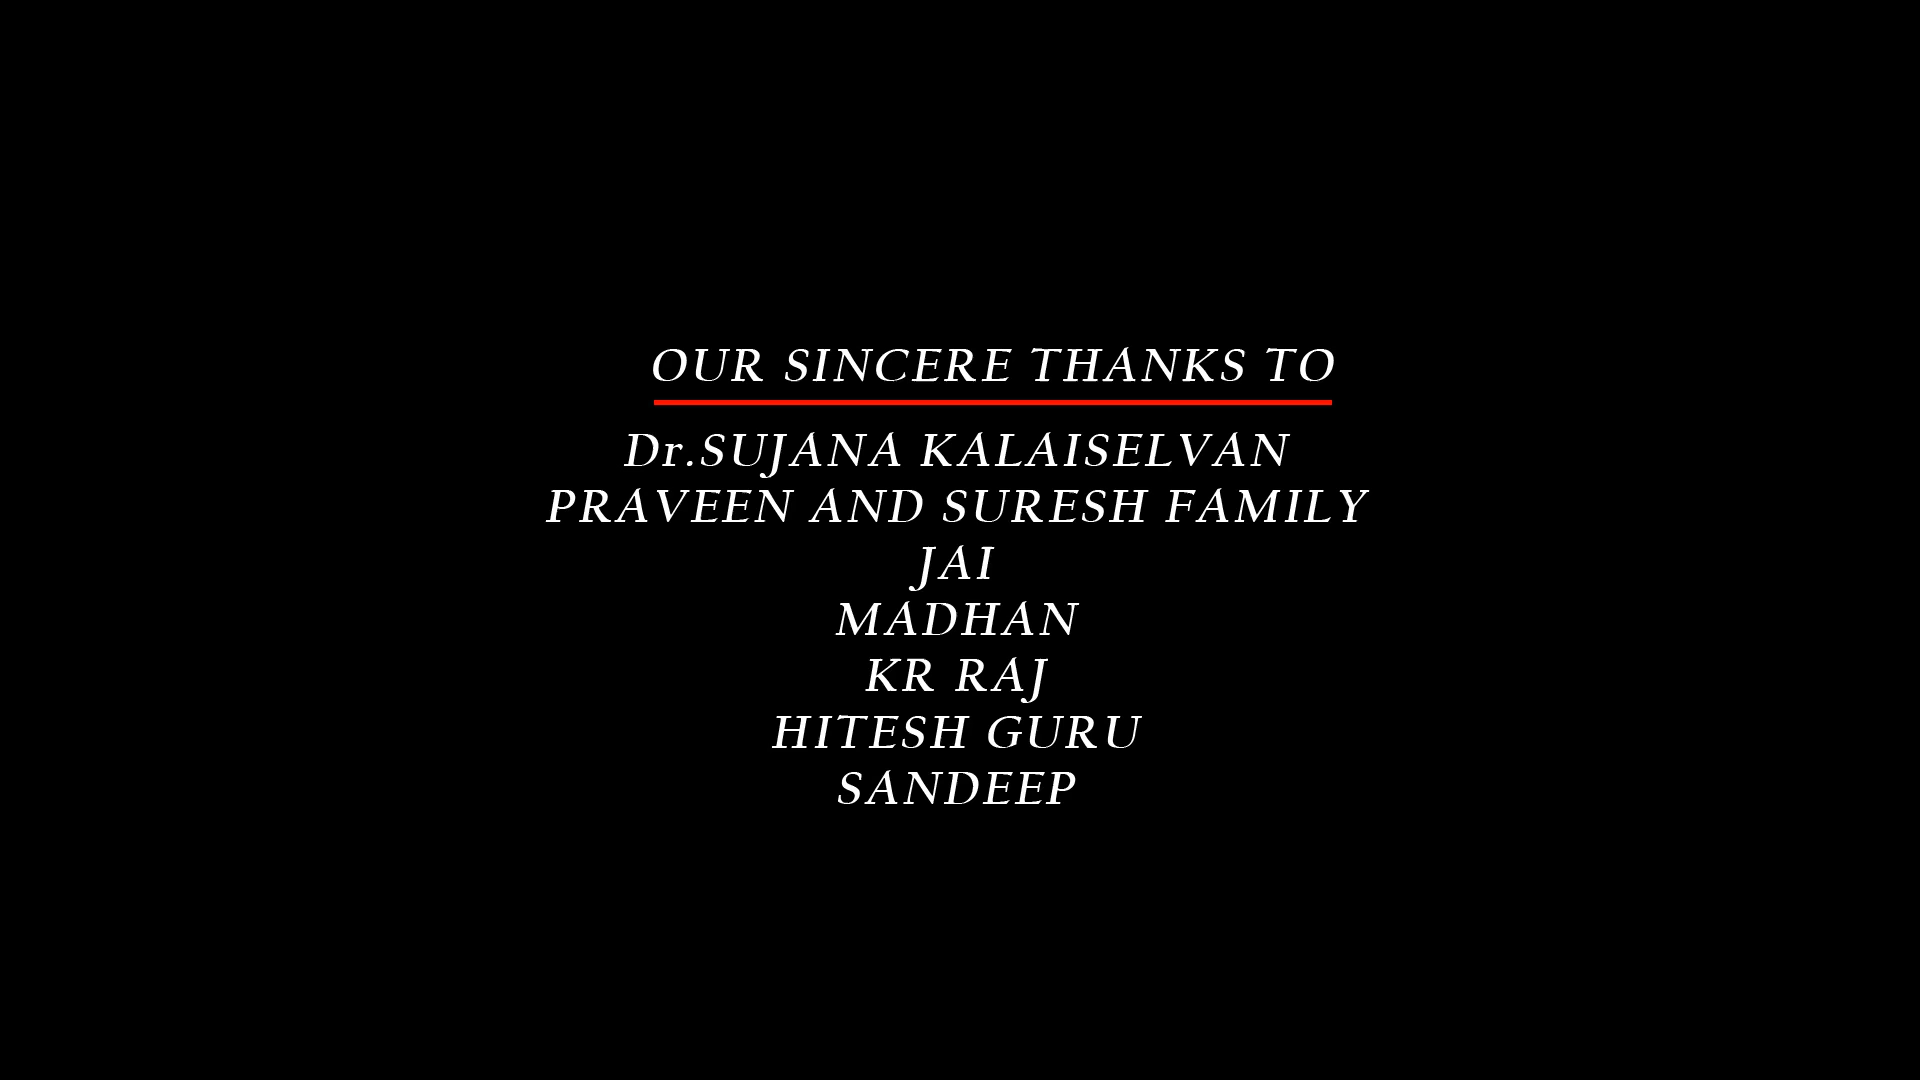 OUR SINCERE THANKS TO
Dr.SUJANA KALAISELVAN
PRAVEEN AND SURESH FAMILY
JAI
MADHAN
KR RAJ
HITESH GURU
SANDEEP